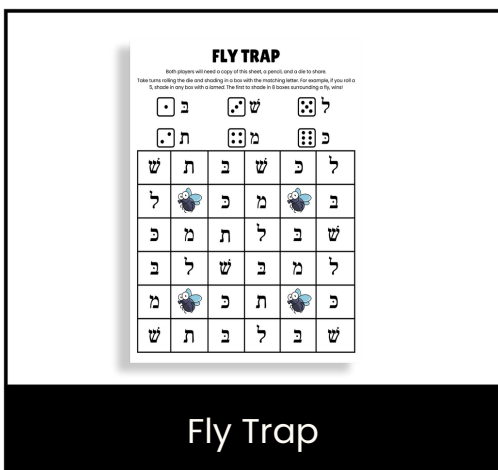 FLY TRAP
Both players will need a copy of this sheet, a pencil, and a die to share.
Take turns rolling the die and shading in a box with the matching letter. For example, if you roll a
5, shade in any box with a lamed. The first to shade in 8 boxes surrounding a fly, wins!
ל שׁ בּ
כּ מ ת
ל כּ שׁ בּ ת שׁ
בּ מ כּ ל
שׁ בּ ל ת מ כּ
ל מ בּ שׁ ל בּ
כּ ת כּ מ
שׁ בּ ל בּ ת שׁ
Fly Trap